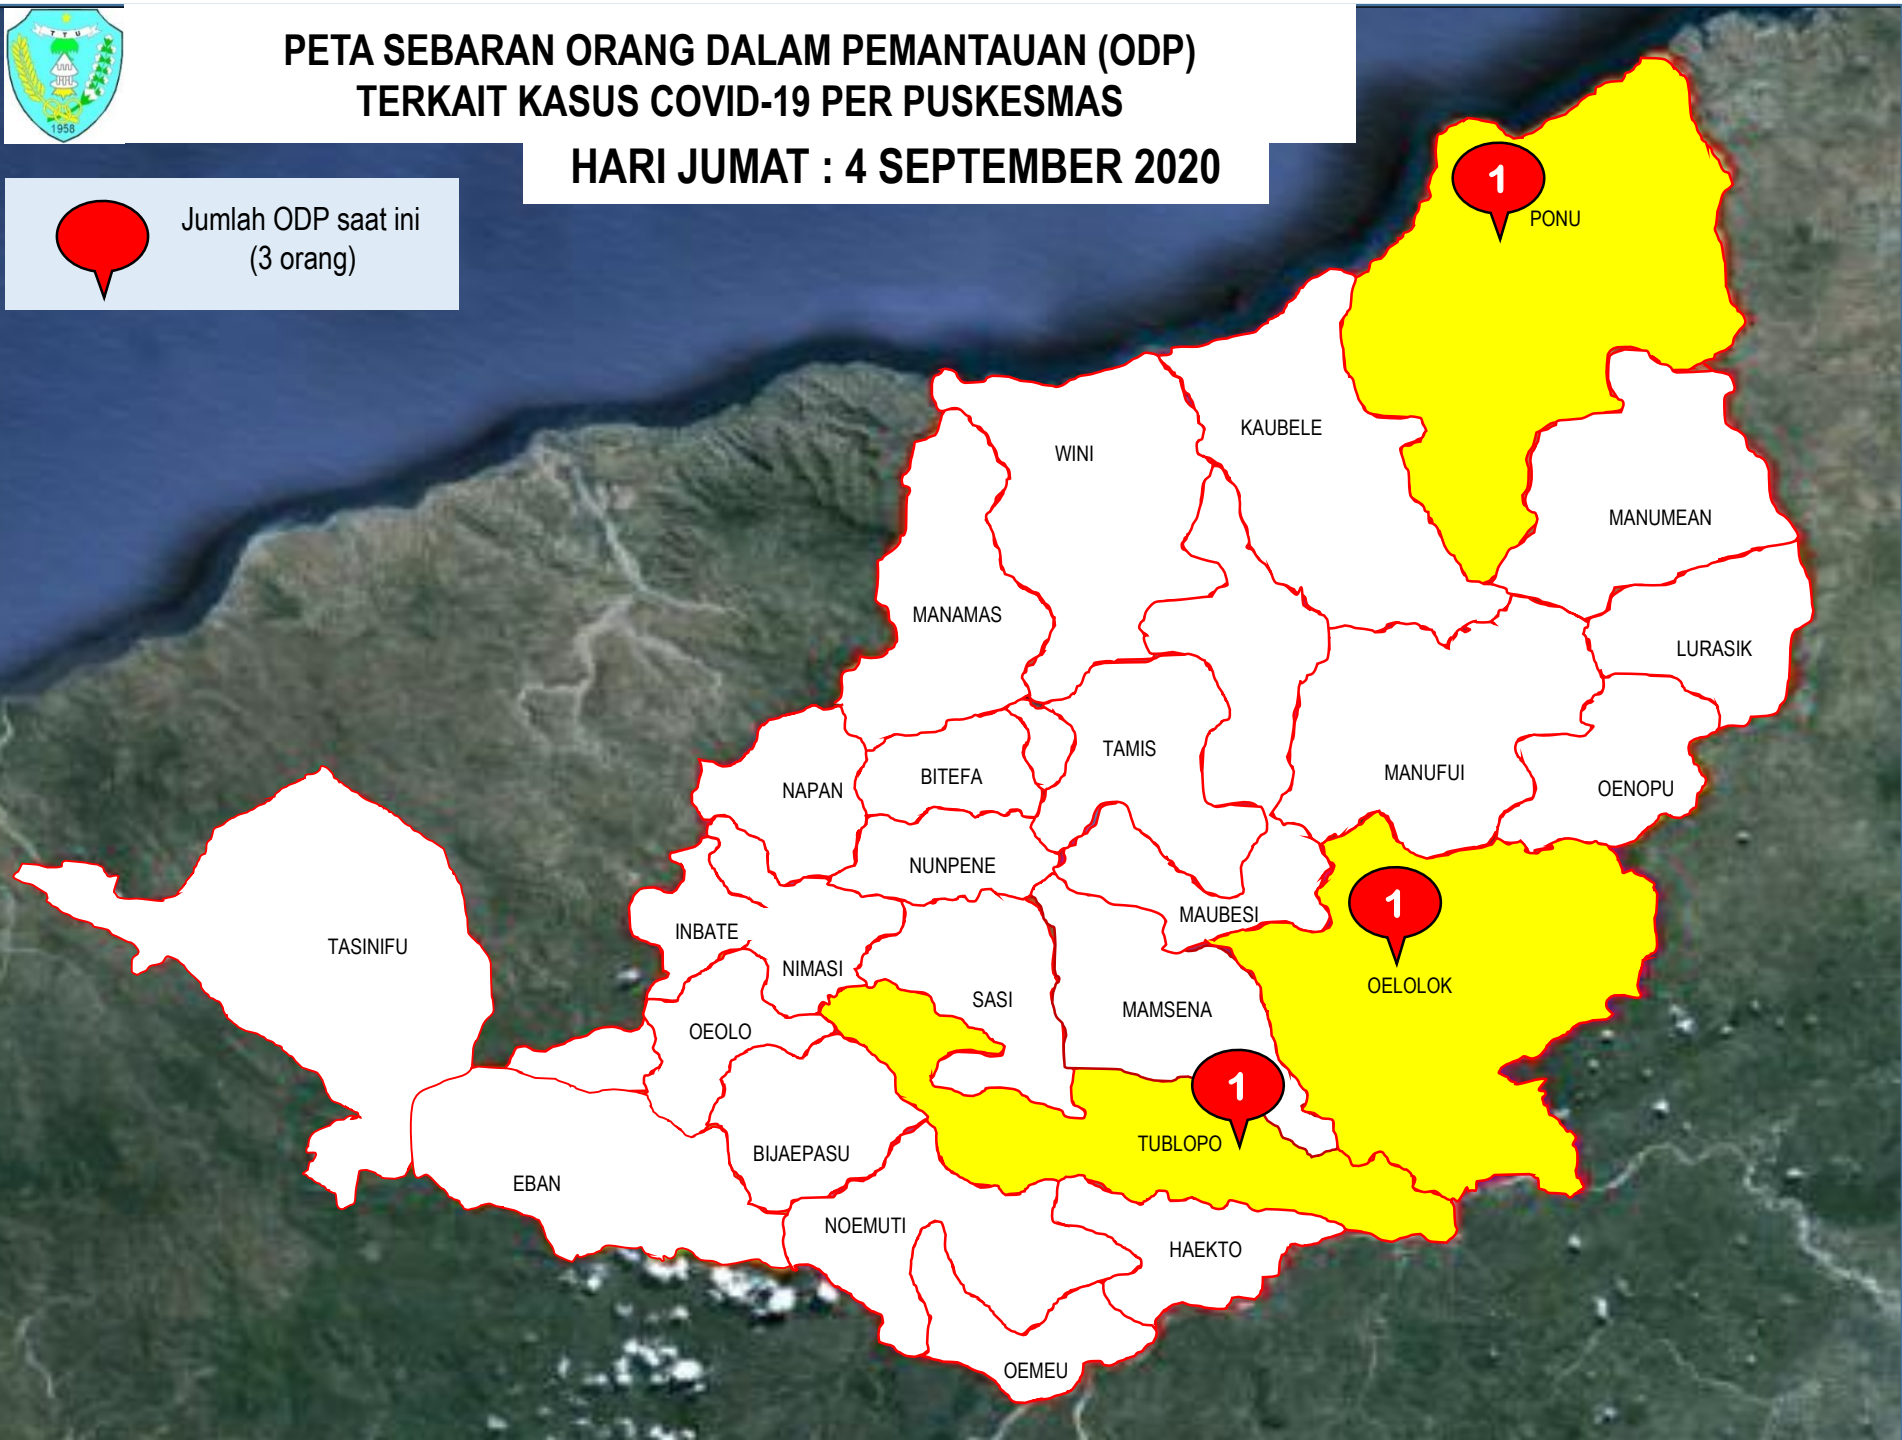 T T U
1958
PETA SEBARAN ORANG DALAM PEMANTAUAN (ODP)
TERKAIT KASUS COVID-19 PER PUSKESMAS
HARI JUMAT : 4 SEPTEMBER 2020
Jumlah ODP saat ini
(3 orang)
1
PONU
KAUBELE
WINI
MANUMEAN
MANAMAS
LURASIK
TAMIS
MANUFUI
BITEFA
NAPAN
OENOPU
NUNPENE
1
MAUBESI
INBATE
TASINIFU
NIMASI
OELOLOK
SASI
MAMSENA
OEOLO
1
TUBLOPO
BIJAEPASU
EBAN
NOEMUTI
HAEKTO
OEMEU